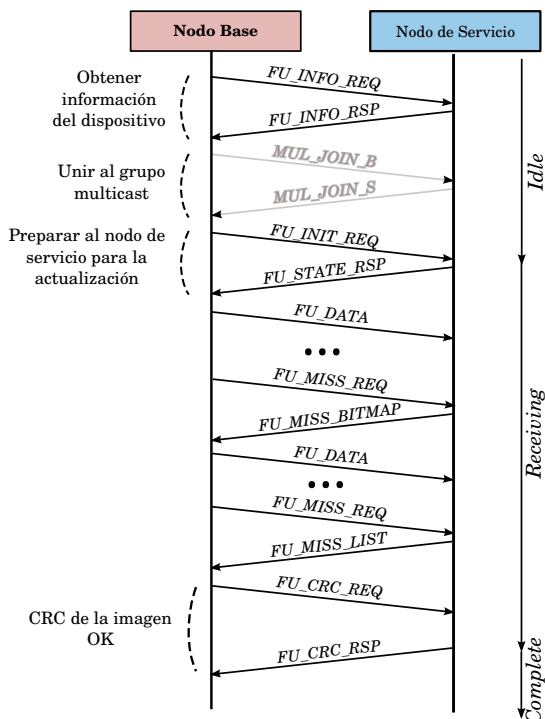 Nodo Base
Nodo de Servicio
Obtener
información
del dispositivo
FU_INFO_REQ
FU_INFO_RSP
Unir al grupo
multicast
MUL_JOIN_B
MUL_JOIN_S
Idle
Preparar al nodo de
servicio para la
actualización
FU_INIT_REQ
FU_STATE_RSP
FU_DATA
...
FU_MISS_REQ
FU_MISS_BITMAP
FU_DATA
...
FU_MISS_REQ
FU_MISS_LIST
Receiving
CRC de la imagen
OK
FU_CRC_REQ
FU_CRC_RSP
Complete